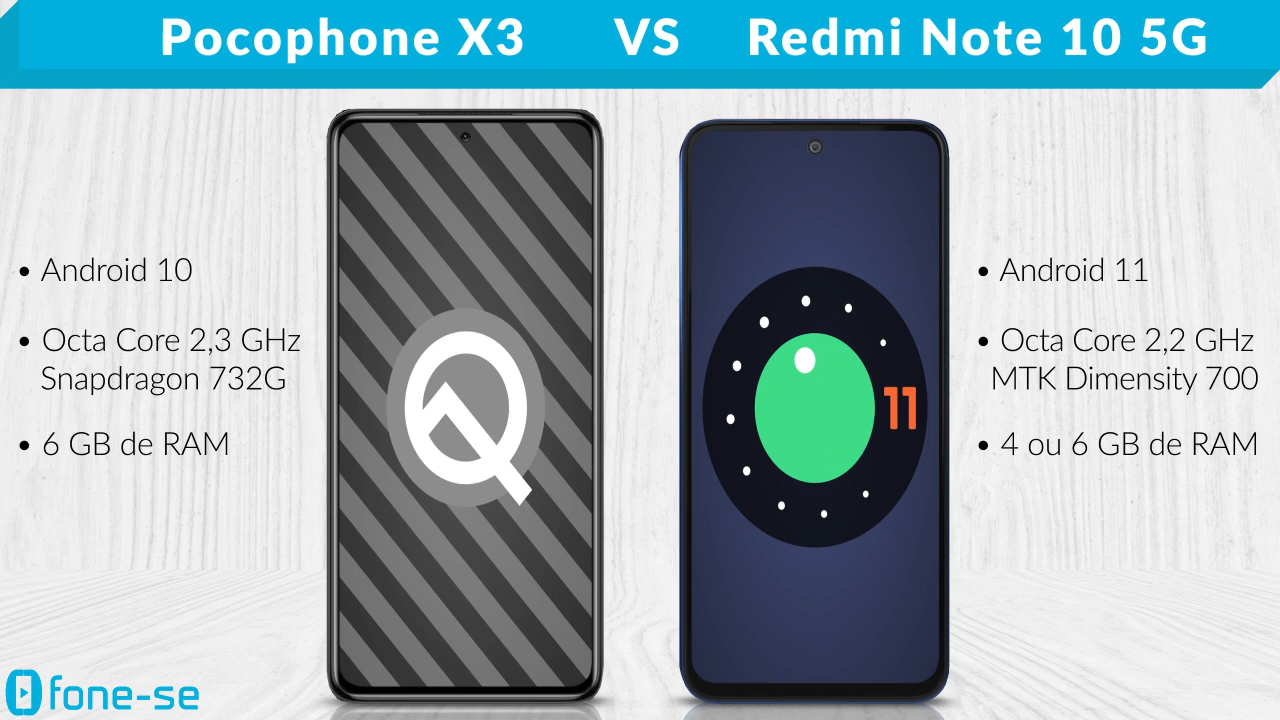 Pocophone X3 VS Redmi Note 10 5G
• Android 10
• Octa Core 2,3 GHz
Snapdragon 732G
• 6 GB de RAM
11
• Android 11
• Octa Core 2,2 GHz
MTK Dimensity 700
• 4 ou 6 GB de RAM
fone-se